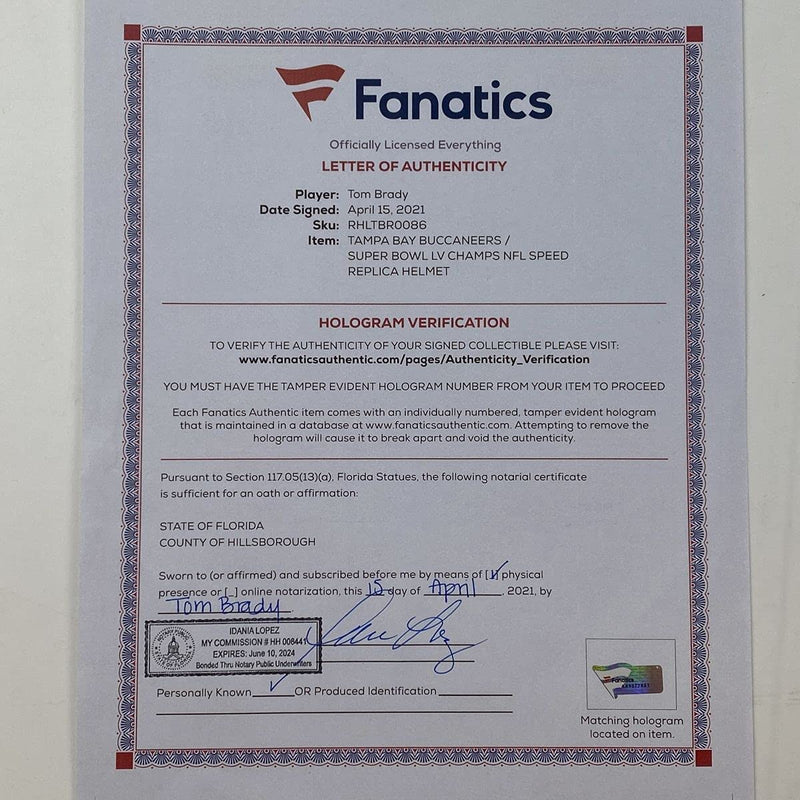 Fanatics
Officially Licensed Everything
LETTER OF AUTHENTICITY
Player: Tom Brady
Date Signed: April 15, 2021
Sku: RHLTBR0086
Item: TAMPA BAY BUCCANEERS /
SUPER BOWL LV CHAMPS NFL SPEED
REPLICA HELMET
HOLOGRAM VERIFICATION
TO VERIFY THE AUTHENTICITY OF YOUR SIGNED COLLECTIBLE PLEASE VISIT:
www.fanaticsauthentic.com/pages/Authenticity_Verification
YOU MUST HAVE THE TAMPER EVIDENT HOLOGRAM NUMBER FROM YOUR ITEM TO PROCEED
Each Fanatics Authentic item comes with an individually numbered, tamper evident hologram
that is maintained in a database at www.fanaticsauthentic.com. Attempting to remove the
hologram will cause it to break apart and void the authenticity.
Pursuant to Section 117.05(13)(a), Florida Statues, the following notarial certificate
is sufficient for an oath or affirmation:
STATE OF FLORIDA
COUNTY OF HILLSBOROUGH
Sworn to (or affirmed) and subscribed before me by means of [✓] physical
presence or [_] online notarization, this 15 day of April, 2021, by
Tom Brady
NOTARY PUBLIC
STATE OF FLORIDA
IDANIA LOPEZ
MY COMMISSION # HH 008441
EXPIRES: June 10, 2024
Bonded Thru Notary Public Underwriters
Personally Known ✓ OR Produced Identification
Fanatics
Matching hologram
located on item.